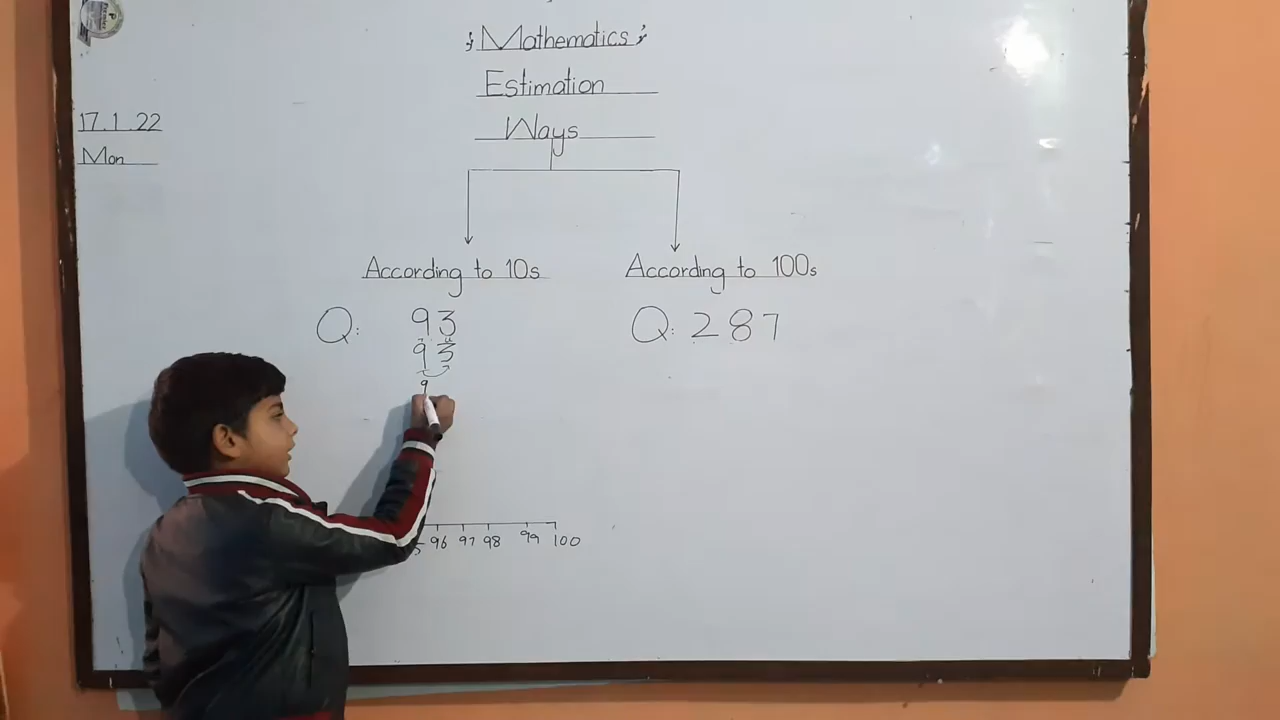 Mathematics
Estimation
Ways
17.1.22
Mon
According to 10s
According to 100s
Q: 93
Q: 287
93
9
96 97 98 99 100